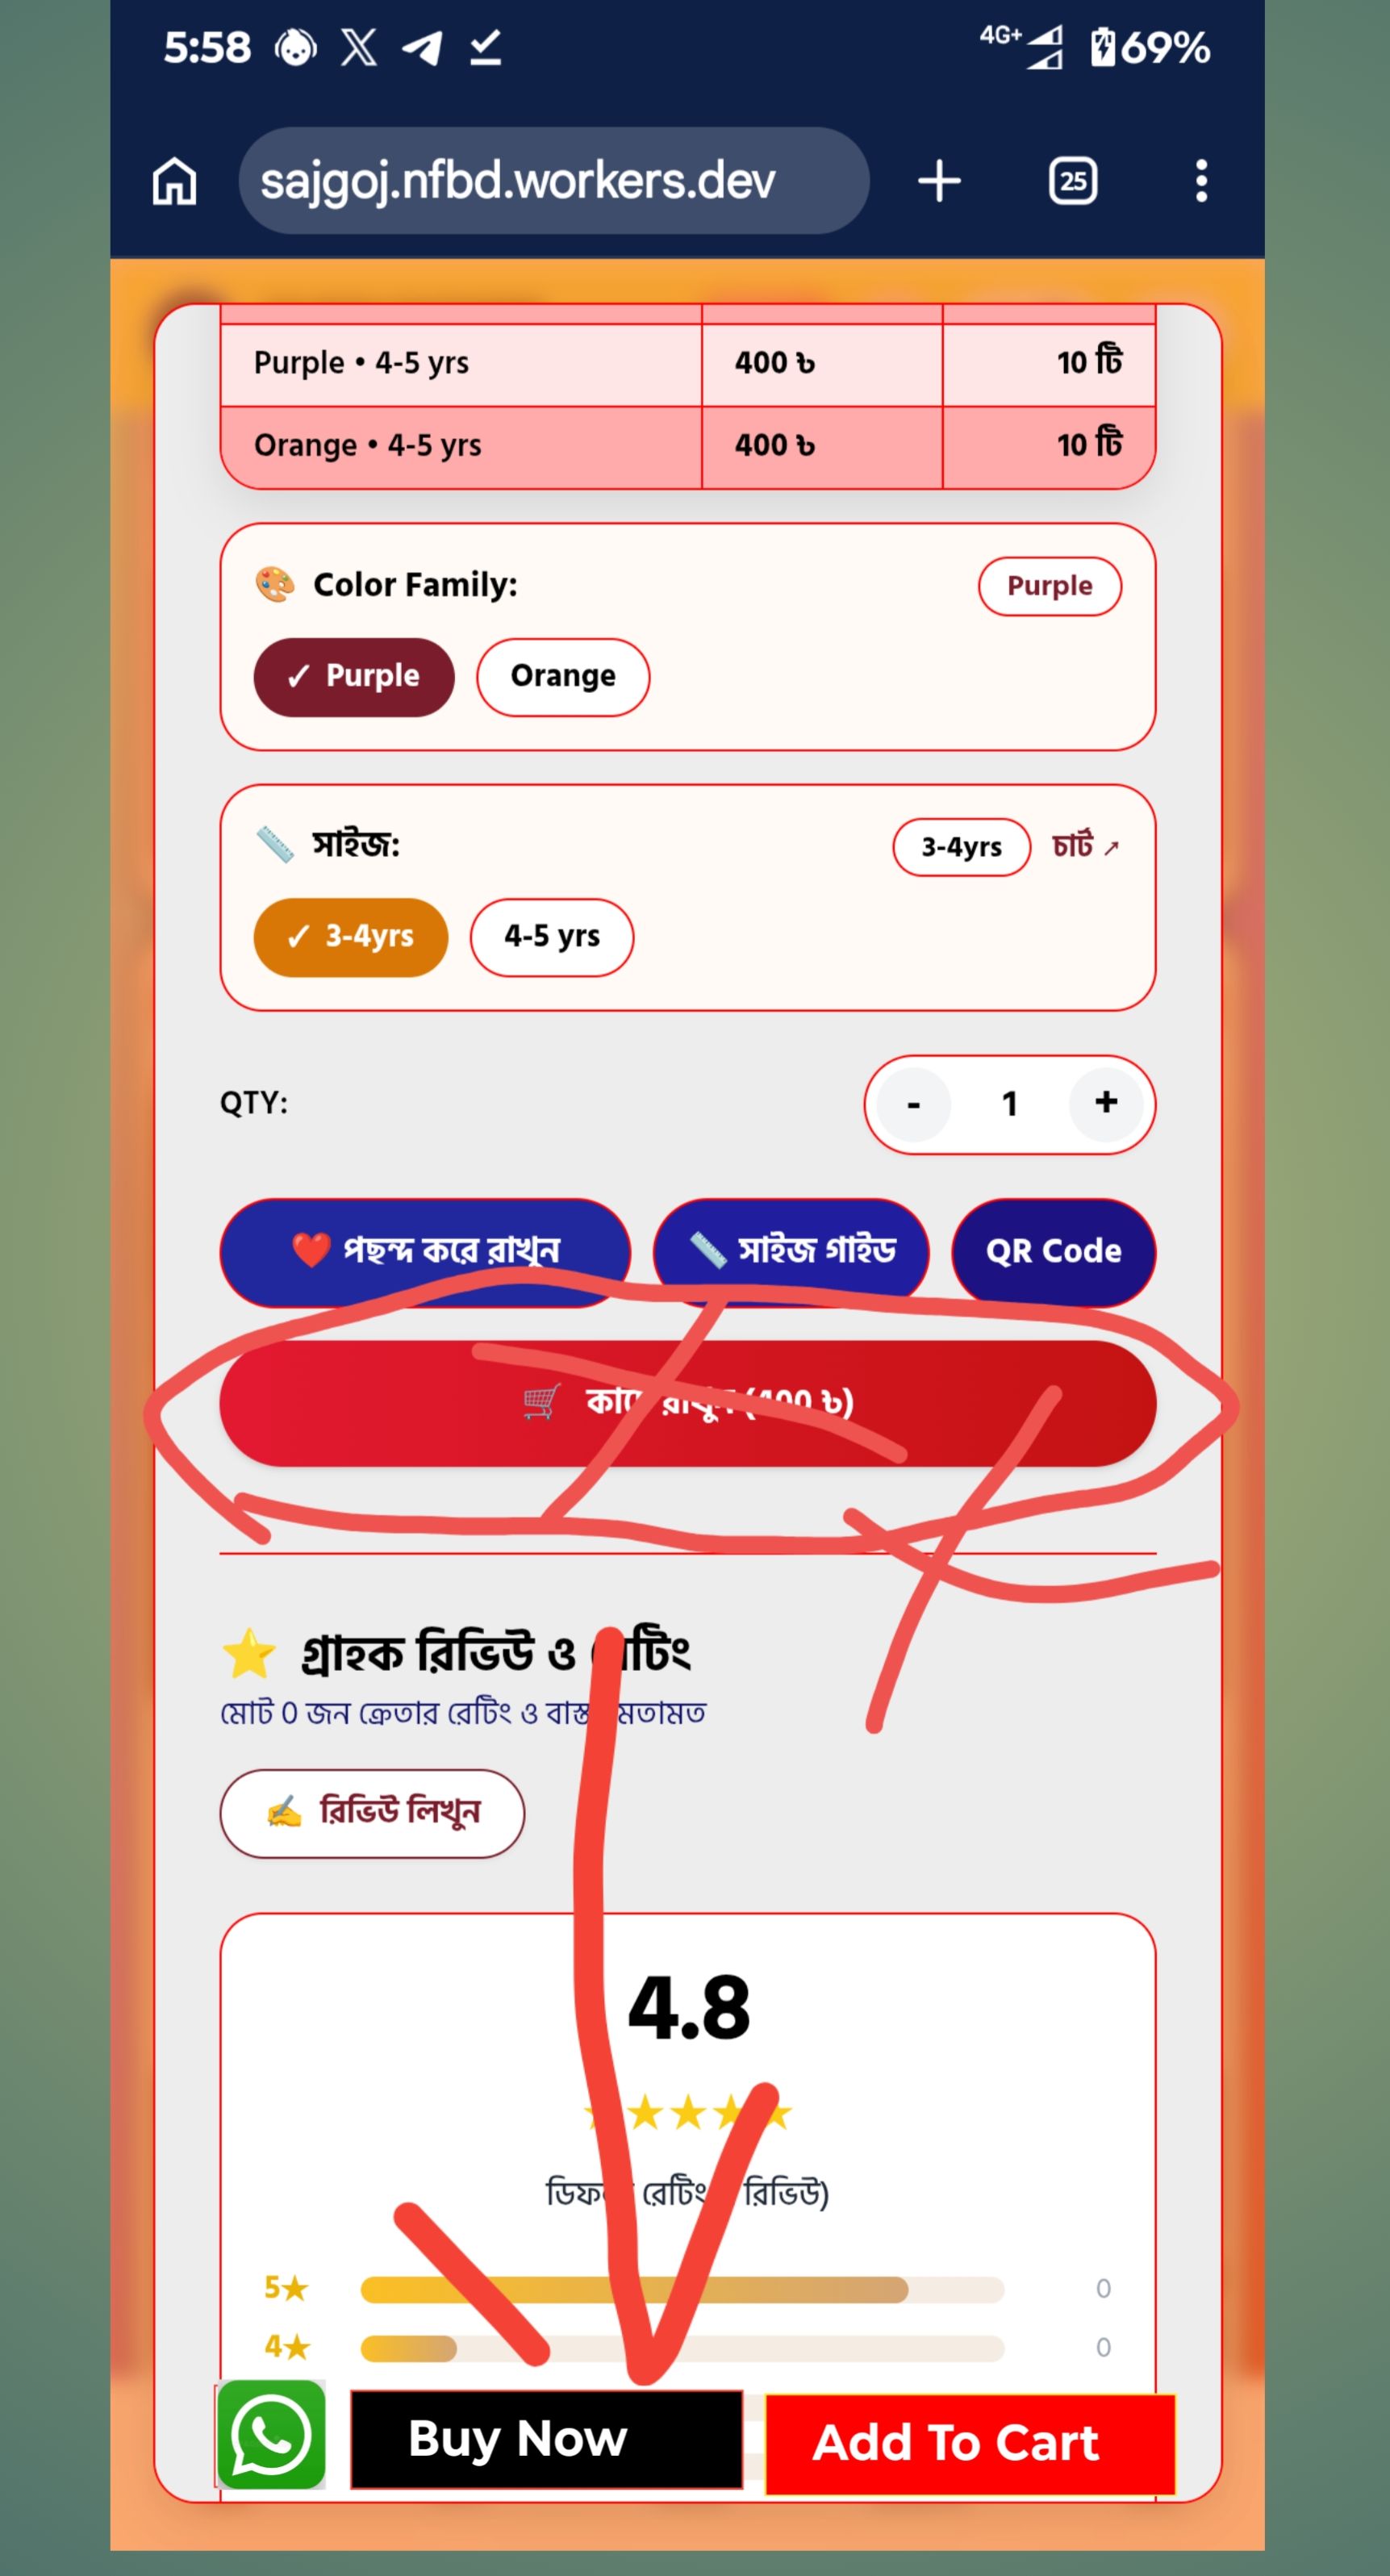 5:58 4G+ 69%
sajgoj.nfbd.workers.dev 25
Purple • 4-5 yrs 400 ৳ 10 টি
Orange • 4-5 yrs 400 ৳ 10 টি
🎨 Color Family: Purple
✓ Purple Orange
📏 সাইজ: 3-4yrs চার্ট ↗
✓ 3-4yrs 4-5 yrs
QTY: - 1 +
❤️ পছন্দ করে রাখুন 📏 সাইজ গাইড QR Code
🛒 ৳)
⭐ গ্রাহক রিভিউ ও
মোট 0 জন ক্রেতার রেটিং ও মতামত
✍️ রিভিউ লিখুন
4.8
★★★★★
রেটিং রিভিউ)
5★ 0
4★ 0
Buy Now Add To Cart